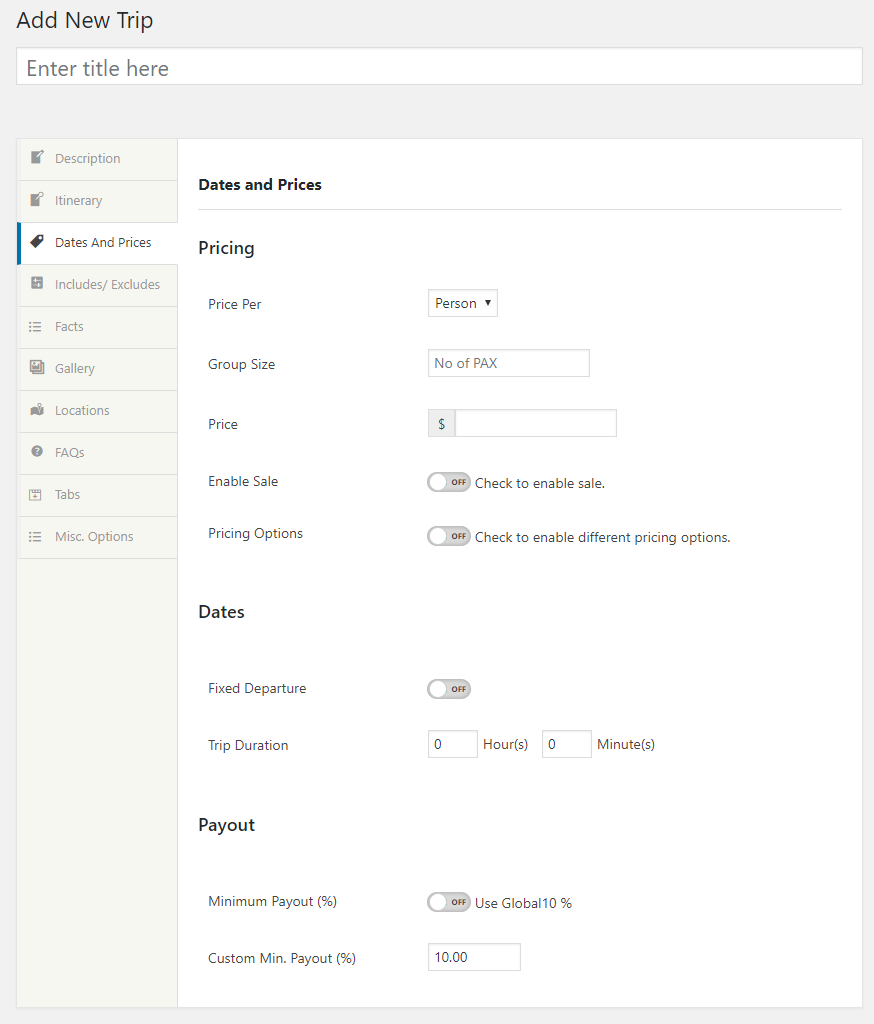 Add New Trip
Enter title here
Description
Itinerary
Dates And Prices
Includes/ Excludes
Facts
Gallery
Locations
FAQs
Tabs
Misc. Options
Dates and Prices
Pricing
Price Per Person
Group Size No of PAX
Price $
Enable Sale OFF Check to enable sale.
Pricing Options OFF Check to enable different pricing options.
Dates
Fixed Departure OFF
Trip Duration 0 Hour(s) 0 Minute(s)
Payout
Minimum Payout (%) OFF Use Global10 %
Custom Min. Payout (%) 10.00